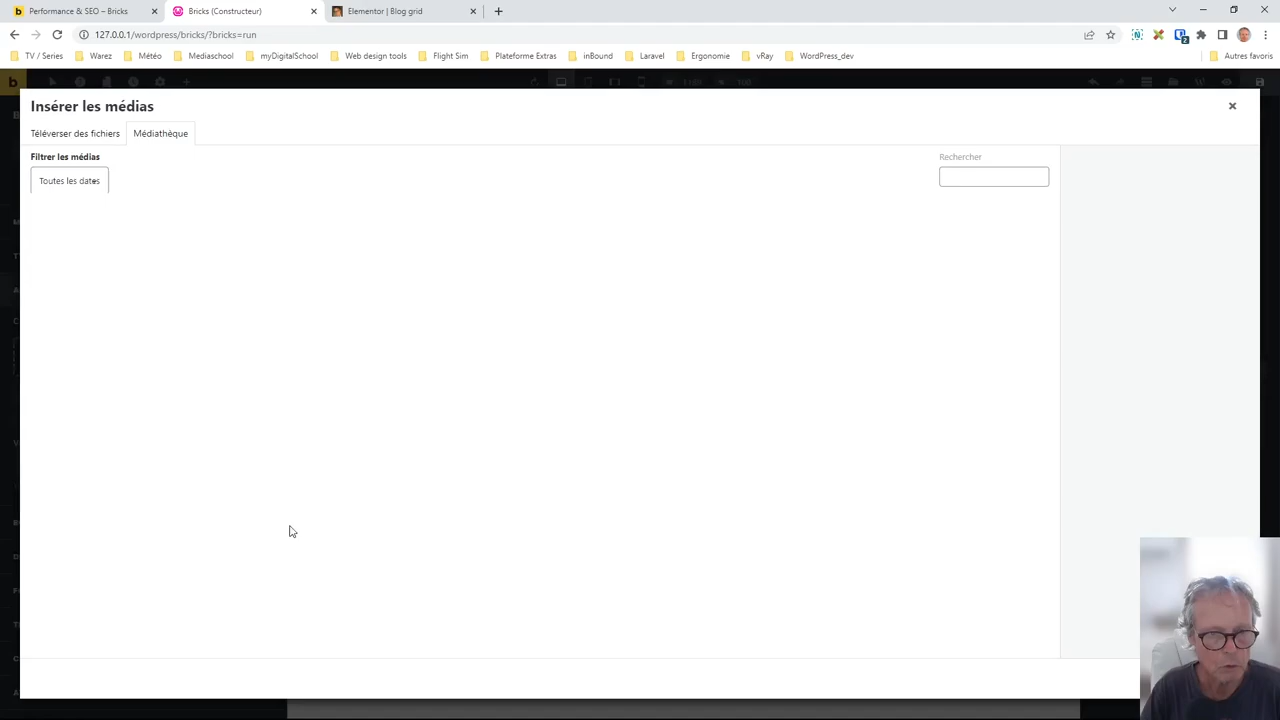 b Performance & SEO – Bricks
Bricks (Constructeur)
Elementor | Blog grid
127.0.0.1/wordpress/bricks/?bricks=run
TV / Series
Warez
Météo
Mediaschool
myDigitalSchool
Web design tools
Flight Sim
Plateforme Extras
inBound
Laravel
Ergonomie
vRay
WordPress_dev
Autres favoris
b
Insérer les médias
Téléverser des fichiers
Médiathèque
Filtrer les médias
Toutes les dates
Rechercher